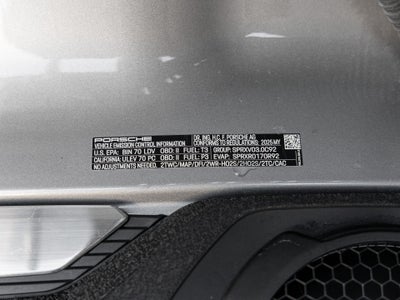 PORSCHE DR. ING. H.C. F. PORSCHE AG
VEHICLE EMISSION CONTROL INFORMATION CONFORMS TO REGULATIONS: 2025 MY
U.S. EPA: BIN 70 LDV OBD: II FUEL: T3 GROUP: SPRXV03.0C92
CALIFORNIA: ULEV 70 PC OBD: II FUEL: P3 EVAP: SPRXR0170R92
NO ADJUSTMENTS NEEDED. 2TWC/MAP/DFI/2WR-HO2S/2HO2S/2TC/CAC